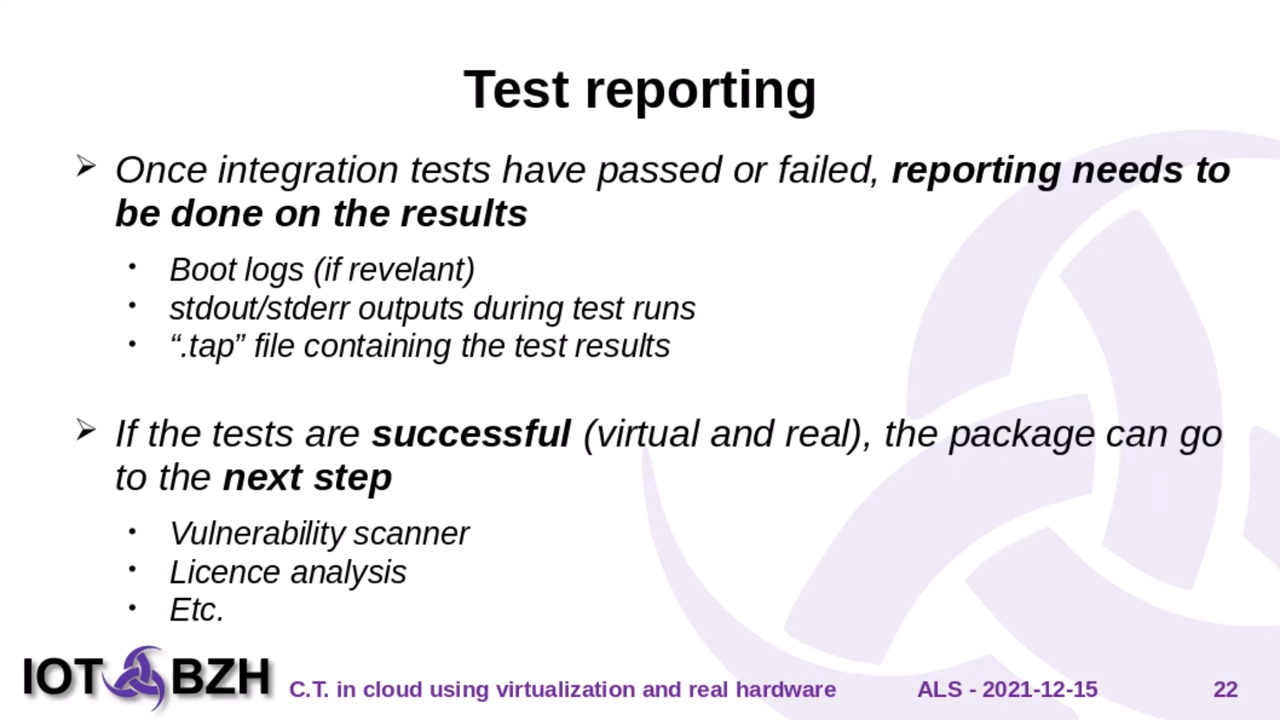 Test reporting
Once integration tests have passed or failed, reporting needs to
be done on the results
Boot logs (if revelant)
stdout/stderr outputs during test runs
“.tap” file containing the test results
If the tests are successful (virtual and real), the package can go
to the next step
Vulnerability scanner
Licence analysis
Etc.
IOT BZH C.T. in cloud using virtualization and real hardware ALS - 2021-12-15 22